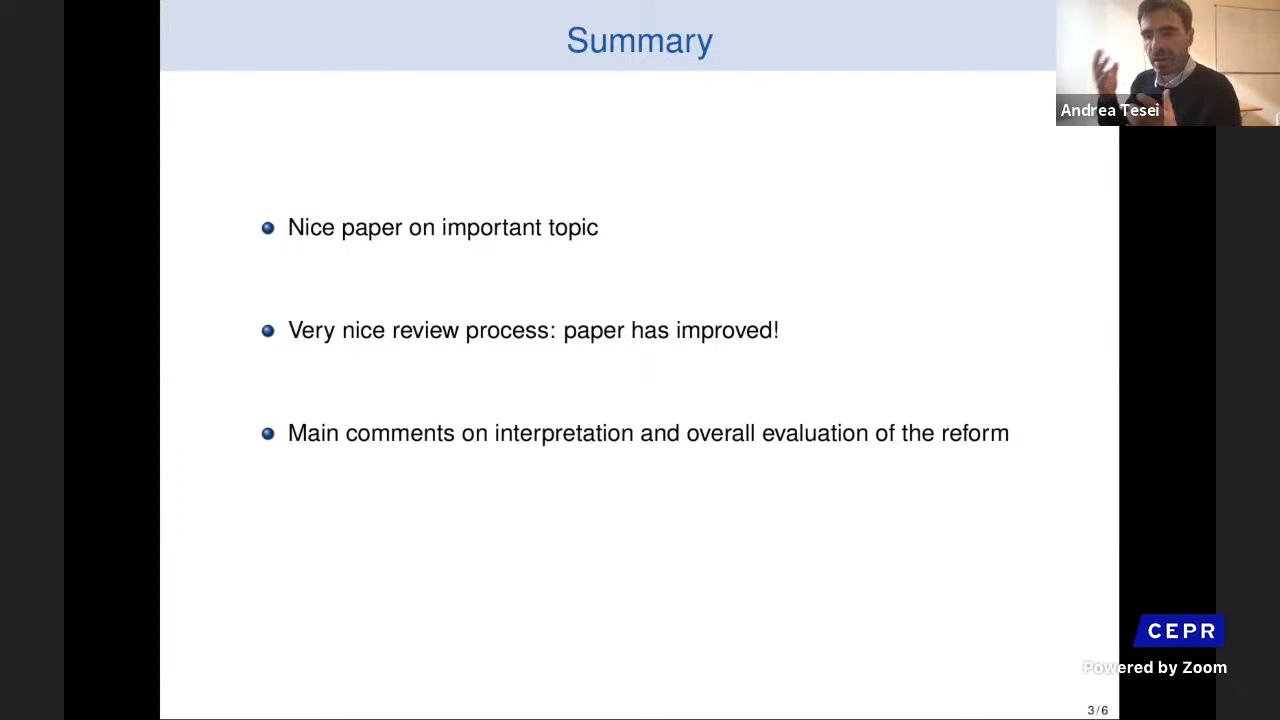 Summary
Andrea Tesei
Nice paper on important topic
Very nice review process: paper has improved!
Main comments on interpretation and overall evaluation of the reform
CEPR
Powered by Zoom
3/6